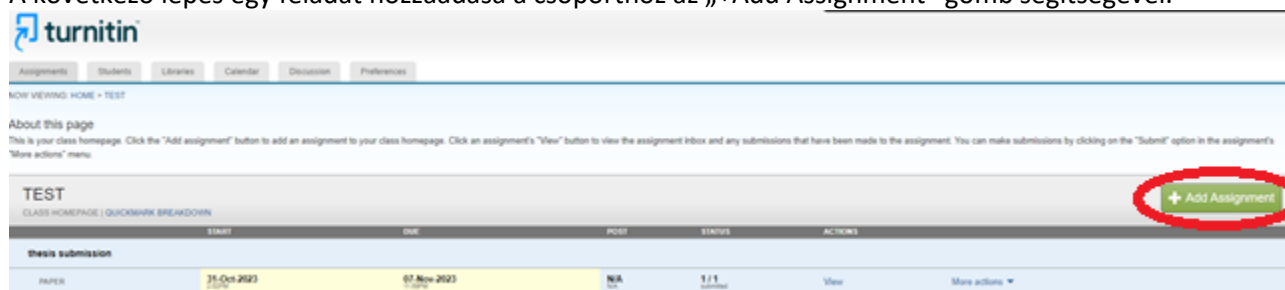 A következő lépés egy feladat hozzáadása a csoporthoz az „+Add Assignment" gomb segítségével.
turnitin
Assignments Students Libraries Calendar Discussion Preferences
NOW VIEWING: HOME > TEST
About this page
This is your class homepage. Click the "Add assignment" button to add an assignment to your class homepage. Click an assignment's "View" button to view the assignment inbox and any submissions that have been made to the assignment. You can make submissions by clicking on the "Submit" option in the assignment's
"More actions" menu.
TEST
+ Add Assignment
CLASS HOMEPAGE | QUICKMARK BREAKDOWN
START DUE POST STATUS ACTIONS
thesis submission
PAPER 31-Oct-2023 07-Nov-2023 N/A 1 / 1 View More actions
N/A submitted